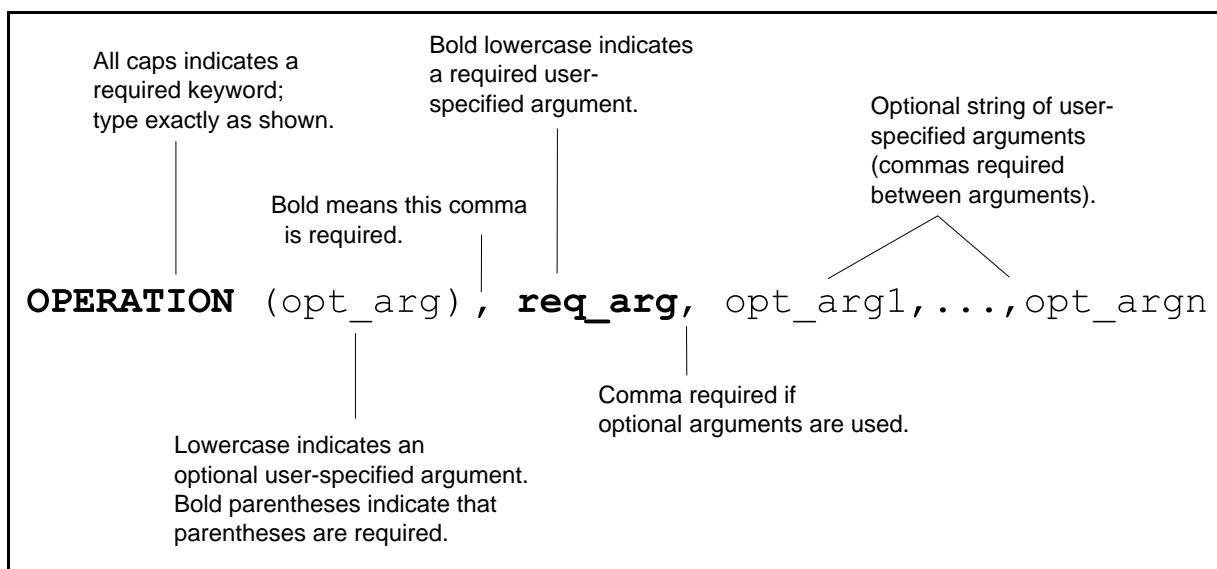 All caps indicates a
required keyword;
type exactly as shown.
Bold lowercase indicates
a required user-
specified argument.
Optional string of user-
specified arguments
(commas required
between arguments).
Bold means this comma
is required.
OPERATION (opt_arg), req_arg, opt_arg1,...,opt_argn
Comma required if
optional arguments are used.
Lowercase indicates an
optional user-specified argument.
Bold parentheses indicate that
parentheses are required.